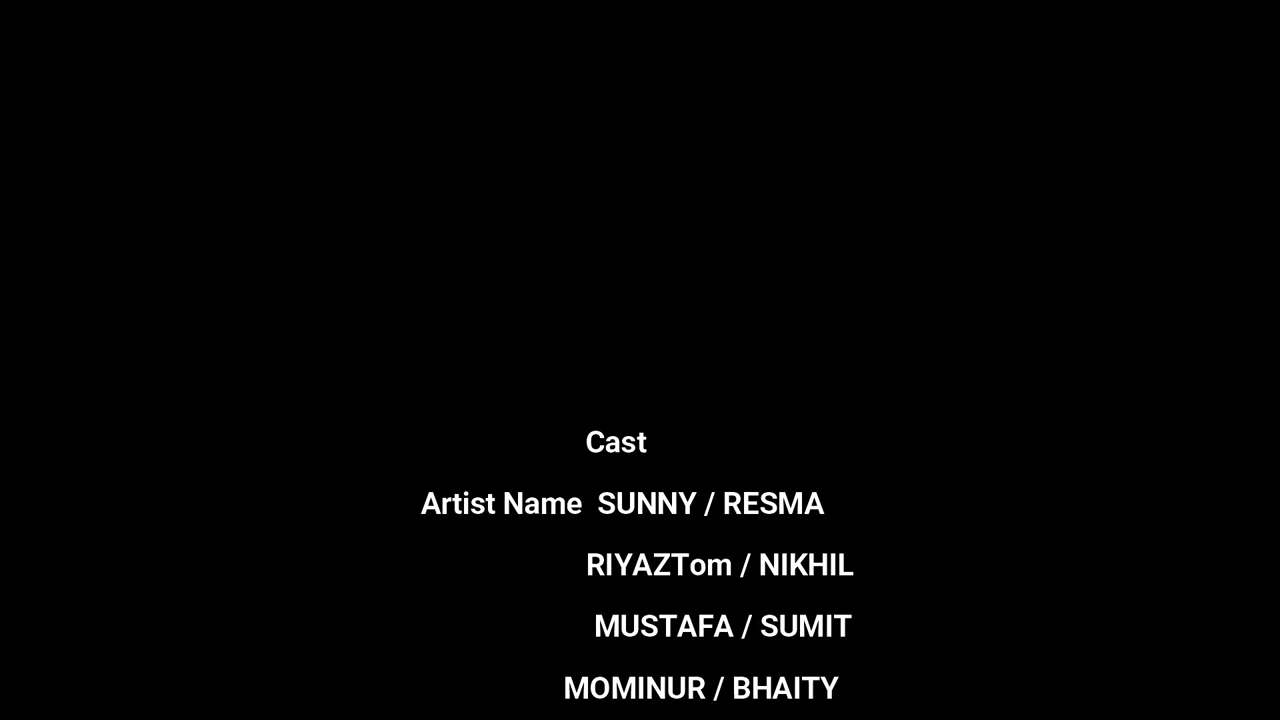 Cast
Artist Name SUNNY / RESMA
RIYAZTom / NIKHIL
MUSTAFA / SUMIT
MOMINUR / BHAITY